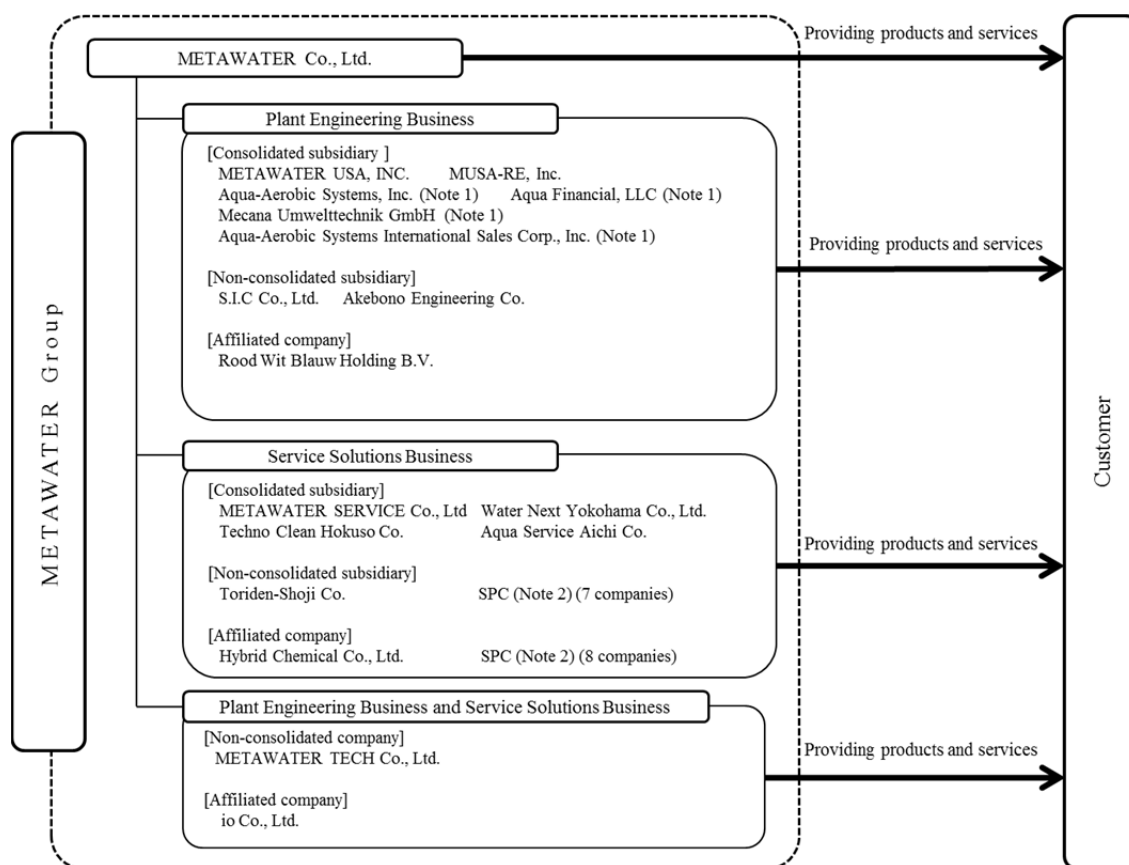 METAWATER Group
METAWATER Co., Ltd.
Providing products and services
Plant Engineering Business
[Consolidated subsidiary ]
METAWATER USA, INC. MUSA-RE, Inc.
Aqua-Aerobic Systems, Inc. (Note 1) Aqua Financial, LLC (Note 1)
Mecana Umwelttechnik GmbH (Note 1)
Aqua-Aerobic Systems International Sales Corp., Inc. (Note 1)
[Non-consolidated subsidiary]
S.I.C Co., Ltd. Akebono Engineering Co.
[Affiliated company]
Rood Wit Blauw Holding B.V.
Providing products and services
Service Solutions Business
[Consolidated subsidiary]
METAWATER SERVICE Co., Ltd Water Next Yokohama Co., Ltd.
Techno Clean Hokuso Co. Aqua Service Aichi Co.
[Non-consolidated subsidiary]
Toriden-Shoji Co. SPC (Note 2) (7 companies)
[Affiliated company]
Hybrid Chemical Co., Ltd. SPC (Note 2) (8 companies)
Providing products and services
Plant Engineering Business and Service Solutions Business
[Non-consolidated company]
METAWATER TECH Co., Ltd.
[Affiliated company]
io Co., Ltd.
Providing products and services
Customer